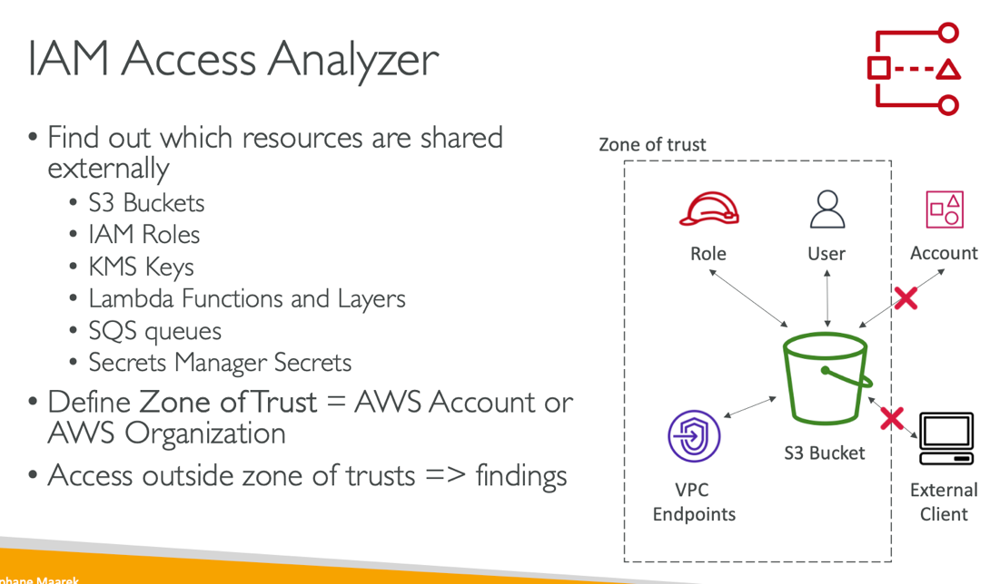 IAM Access Analyzer
• Find out which resources are shared
externally
• S3 Buckets
• IAM Roles
• KMS Keys
• Lambda Functions and Layers
• SQS queues
• Secrets Manager Secrets
• Define Zone of Trust = AWS Account or
AWS Organization
• Access outside zone of trusts => findings
Zone of trust
Role
User
Account
S3 Bucket
VPC
Endpoints
External
Client
Maarek